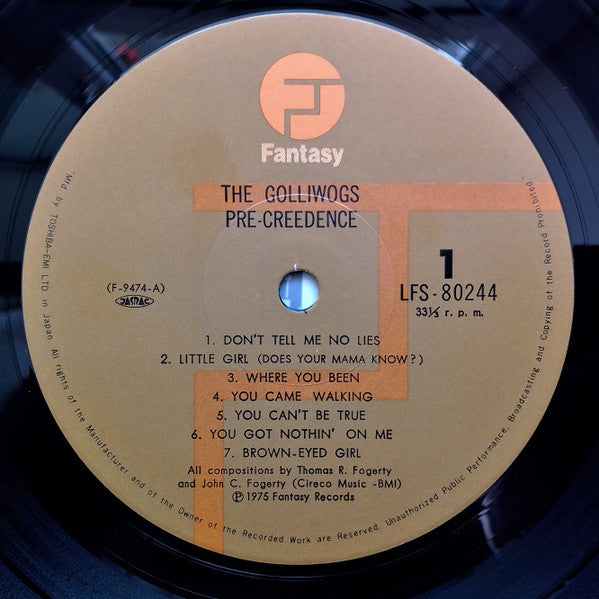 Fantasy
THE GOLLIWOGS
PRE-CREEDENCE
1
(F-9474-A)
JASRAC
LFS-80244
33⅓ r. p. m.
1. DON'T TELL ME NO LIES
2. LITTLE GIRL (DOES YOUR MAMA KNOW?)
3. WHERE YOU BEEN
4. YOU CAME WALKING
5. YOU CAN'T BE TRUE
6. YOU GOT NOTHIN' ON ME
7. BROWN-EYED GIRL
All compositions by Thomas R. Fogerty
and John C. Fogerty (Cireco Music -BMI)
℗ 1975 Fantasy Records
"Mfd. by TOSHIBA-EMI LTD. in Japan. All rights of the Manufacturer and of the Owner of the Recorded Work are Reserved. Unauthorized Public Performance, Broadcasting and Copying of the Record Prohibited"